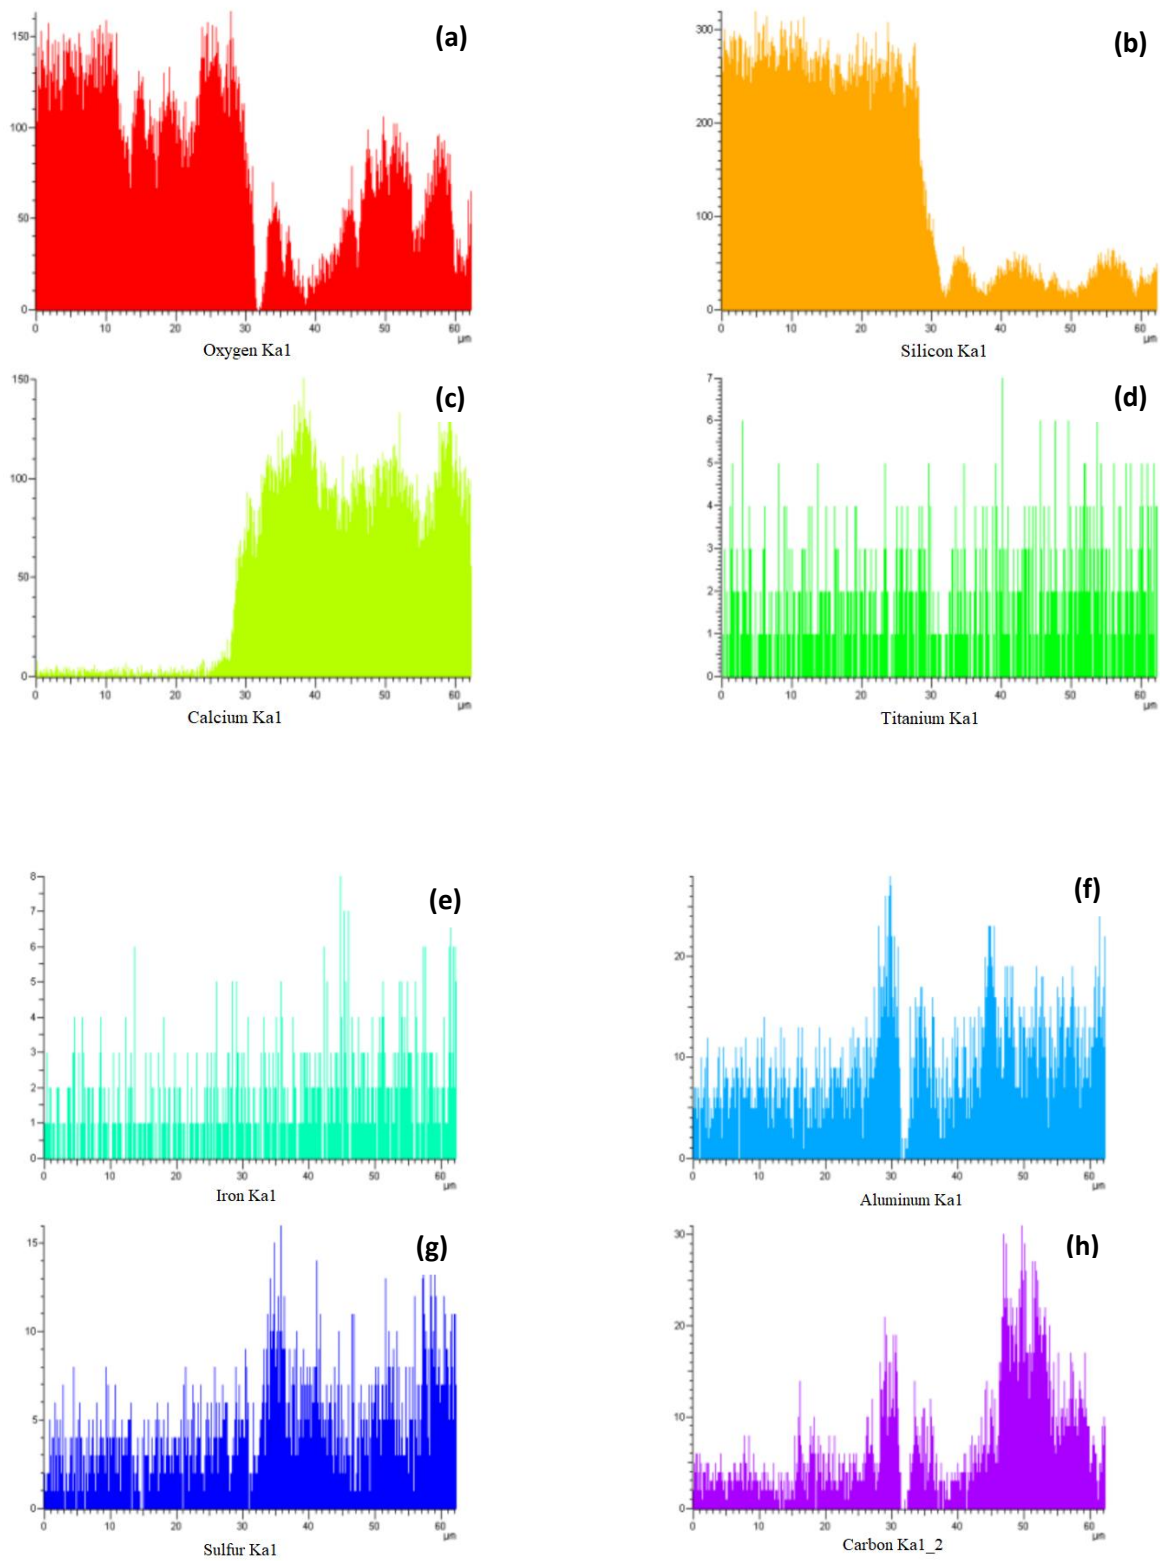 (a)
150
100
50
0
0 10 20 30 40 50 60
µm
Oxygen Ka1
(b)
300
200
100
0
0 10 20 30 40 50 60
µm
Silicon Ka1
(c)
150
100
50
0
0 10 20 30 40 50 60
µm
Calcium Ka1
(d)
7
6
5
4
3
2
1
0
0 10 20 30 40 50 60
µm
Titanium Ka1
(e)
8
7
6
5
4
3
2
1
0
0 10 20 30 40 50 60
µm
Iron Ka1
(f)
20
10
0
0 10 20 30 40 50 60
µm
Aluminum Ka1
(g)
15
10
5
0
0 10 20 30 40 50 60
µm
Sulfur Ka1
(h)
30
20
10
0
0 10 20 30 40 50 60
µm
Carbon Ka1_2